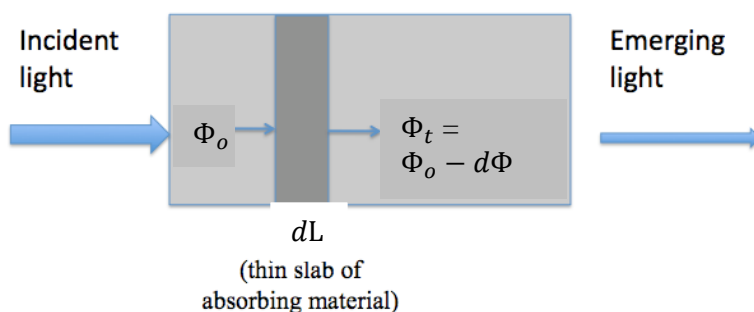 Incident
light
Emerging
light
Φₒ
Φₜ =
Φₒ − dΦ
dL
(thin slab of
absorbing material)